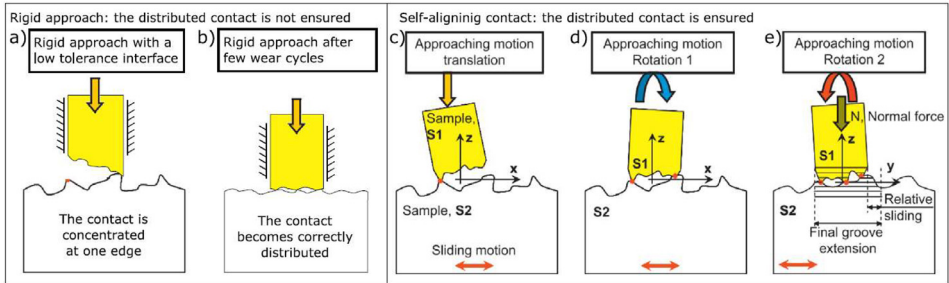 Rigid approach: the distributed contact is not ensured
Self-aligninig contact: the distributed contact is ensured
a)
Rigid approach with a
low tolerance interface
The contact is
concentrated
at one edge
b)
Rigid approach after
few wear cycles
The contact
becomes correctly
distributed
c)
Approaching motion
translation
Sample,
S1
z
x
Sample, S2
Sliding motion
d)
Approaching motion
Rotation 1
z
S1
x
S2
e)
Approaching motion
Rotation 2
N, Normal force
z
S1
y
S2
Relative
sliding
Final groove
extension